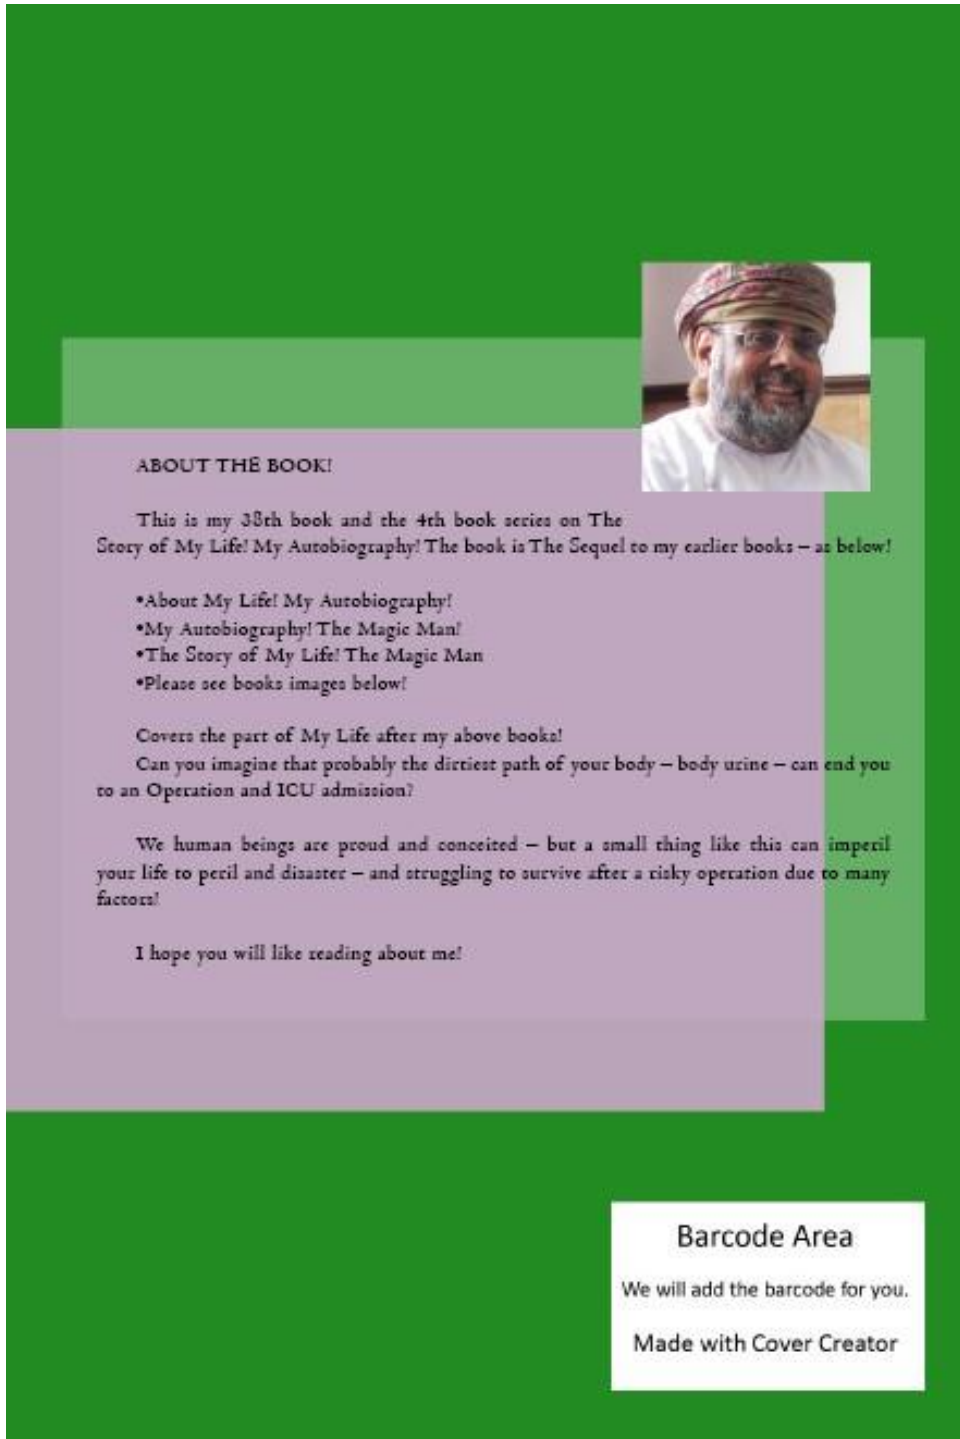 ABOUT THE BOOK!
This is my 38th book and the 4th book series on The
Story of My Life! My Autobiography! The book is The Sequel to my earlier books – as below!
•About My Life! My Autobiography!
•My Autobiography! The Magic Man!
•The Story of My Life! The Magic Man
•Please see books images below!
Covers the part of My Life after my above books!
Can you imagine that probably the dirtiest path of your body – body urine – can end you
to an Operation and ICU admission?
We human beings are proud and conceited – but a small thing like this can imperil
your life to peril and disaster – and struggling to survive after a risky operation due to many
factors!
I hope you will like reading about me!
Barcode Area
We will add the barcode for you.
Made with Cover Creator